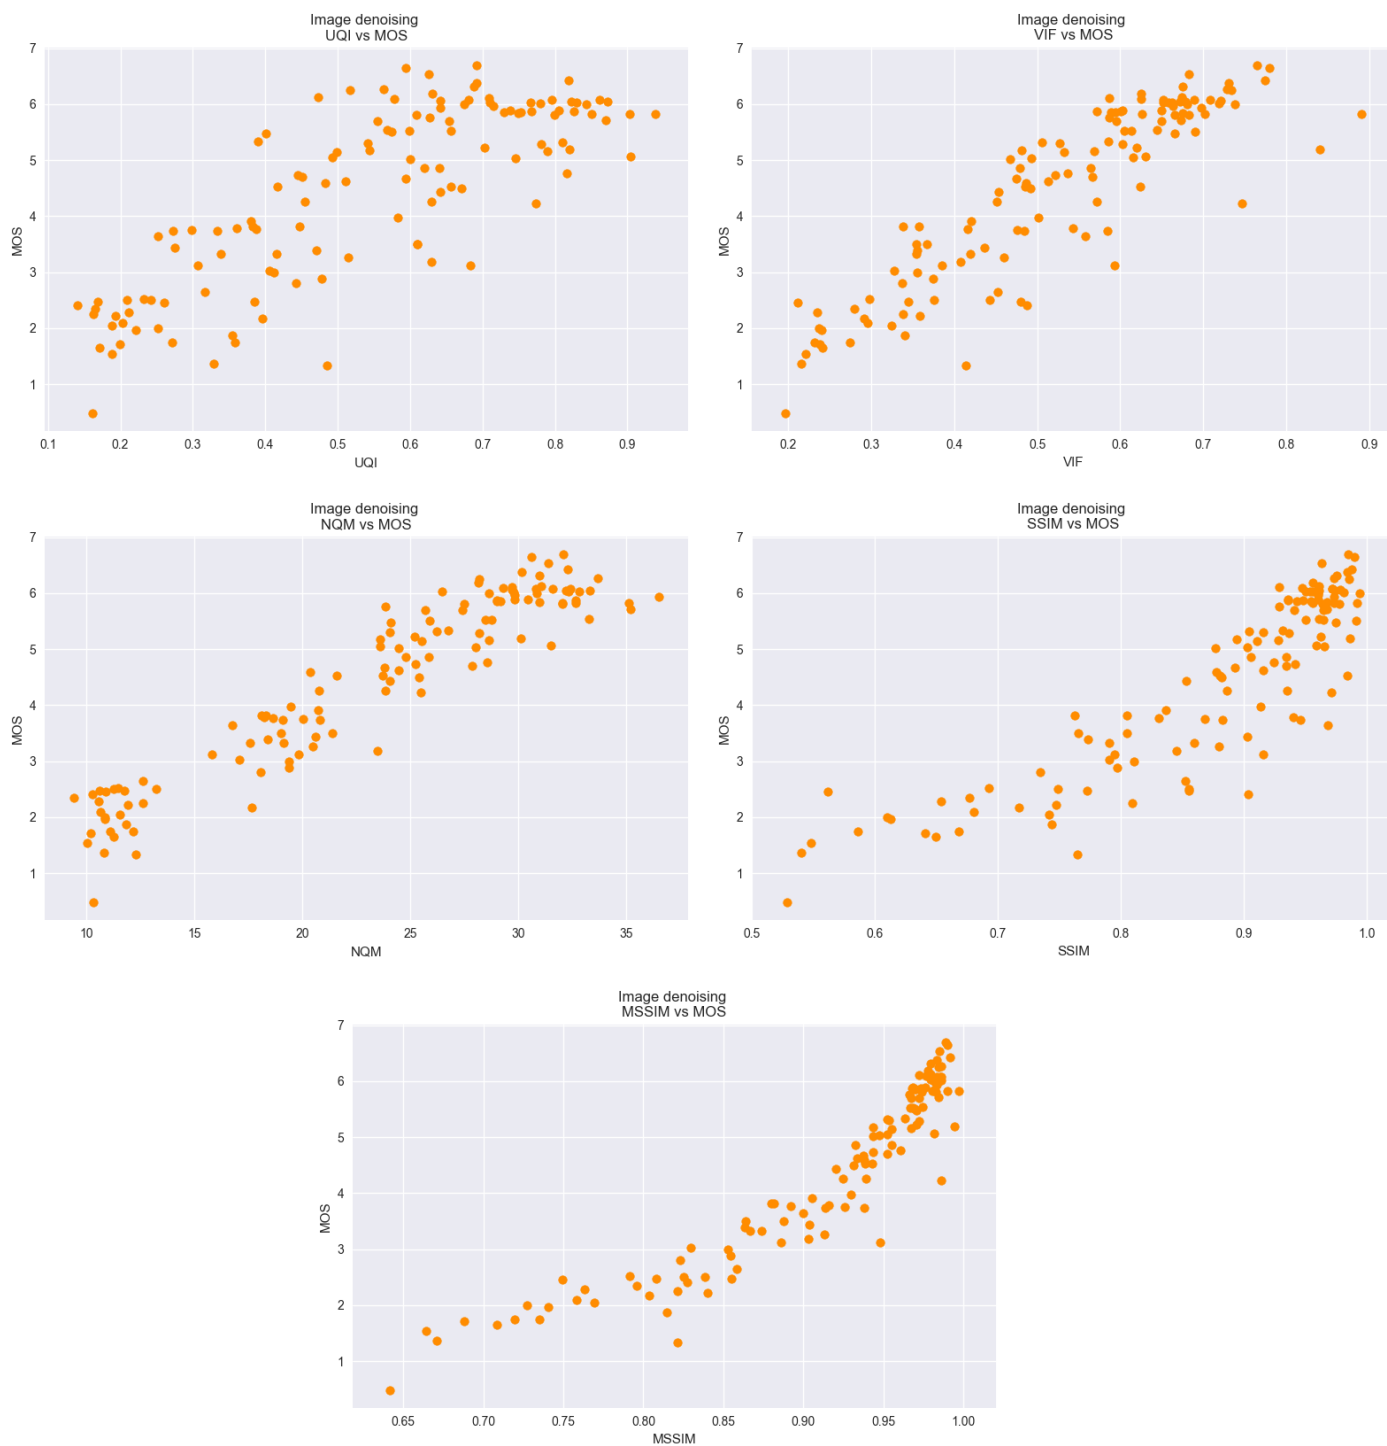 Image denoising
UQI vs MOS
7
6
5
4
3
2
1
MOS
0.1 0.2 0.3 0.4 0.5 0.6 0.7 0.8 0.9
UQI
Image denoising
VIF vs MOS
7
6
5
4
3
2
1
MOS
0.2 0.3 0.4 0.5 0.6 0.7 0.8 0.9
VIF
Image denoising
NQM vs MOS
7
6
5
4
3
2
1
MOS
10 15 20 25 30 35
NQM
Image denoising
SSIM vs MOS
7
6
5
4
3
2
1
MOS
0.5 0.6 0.7 0.8 0.9 1.0
SSIM
Image denoising
MSSIM vs MOS
7
6
5
4
3
2
1
MOS
0.65 0.70 0.75 0.80 0.85 0.90 0.95 1.00
MSSIM